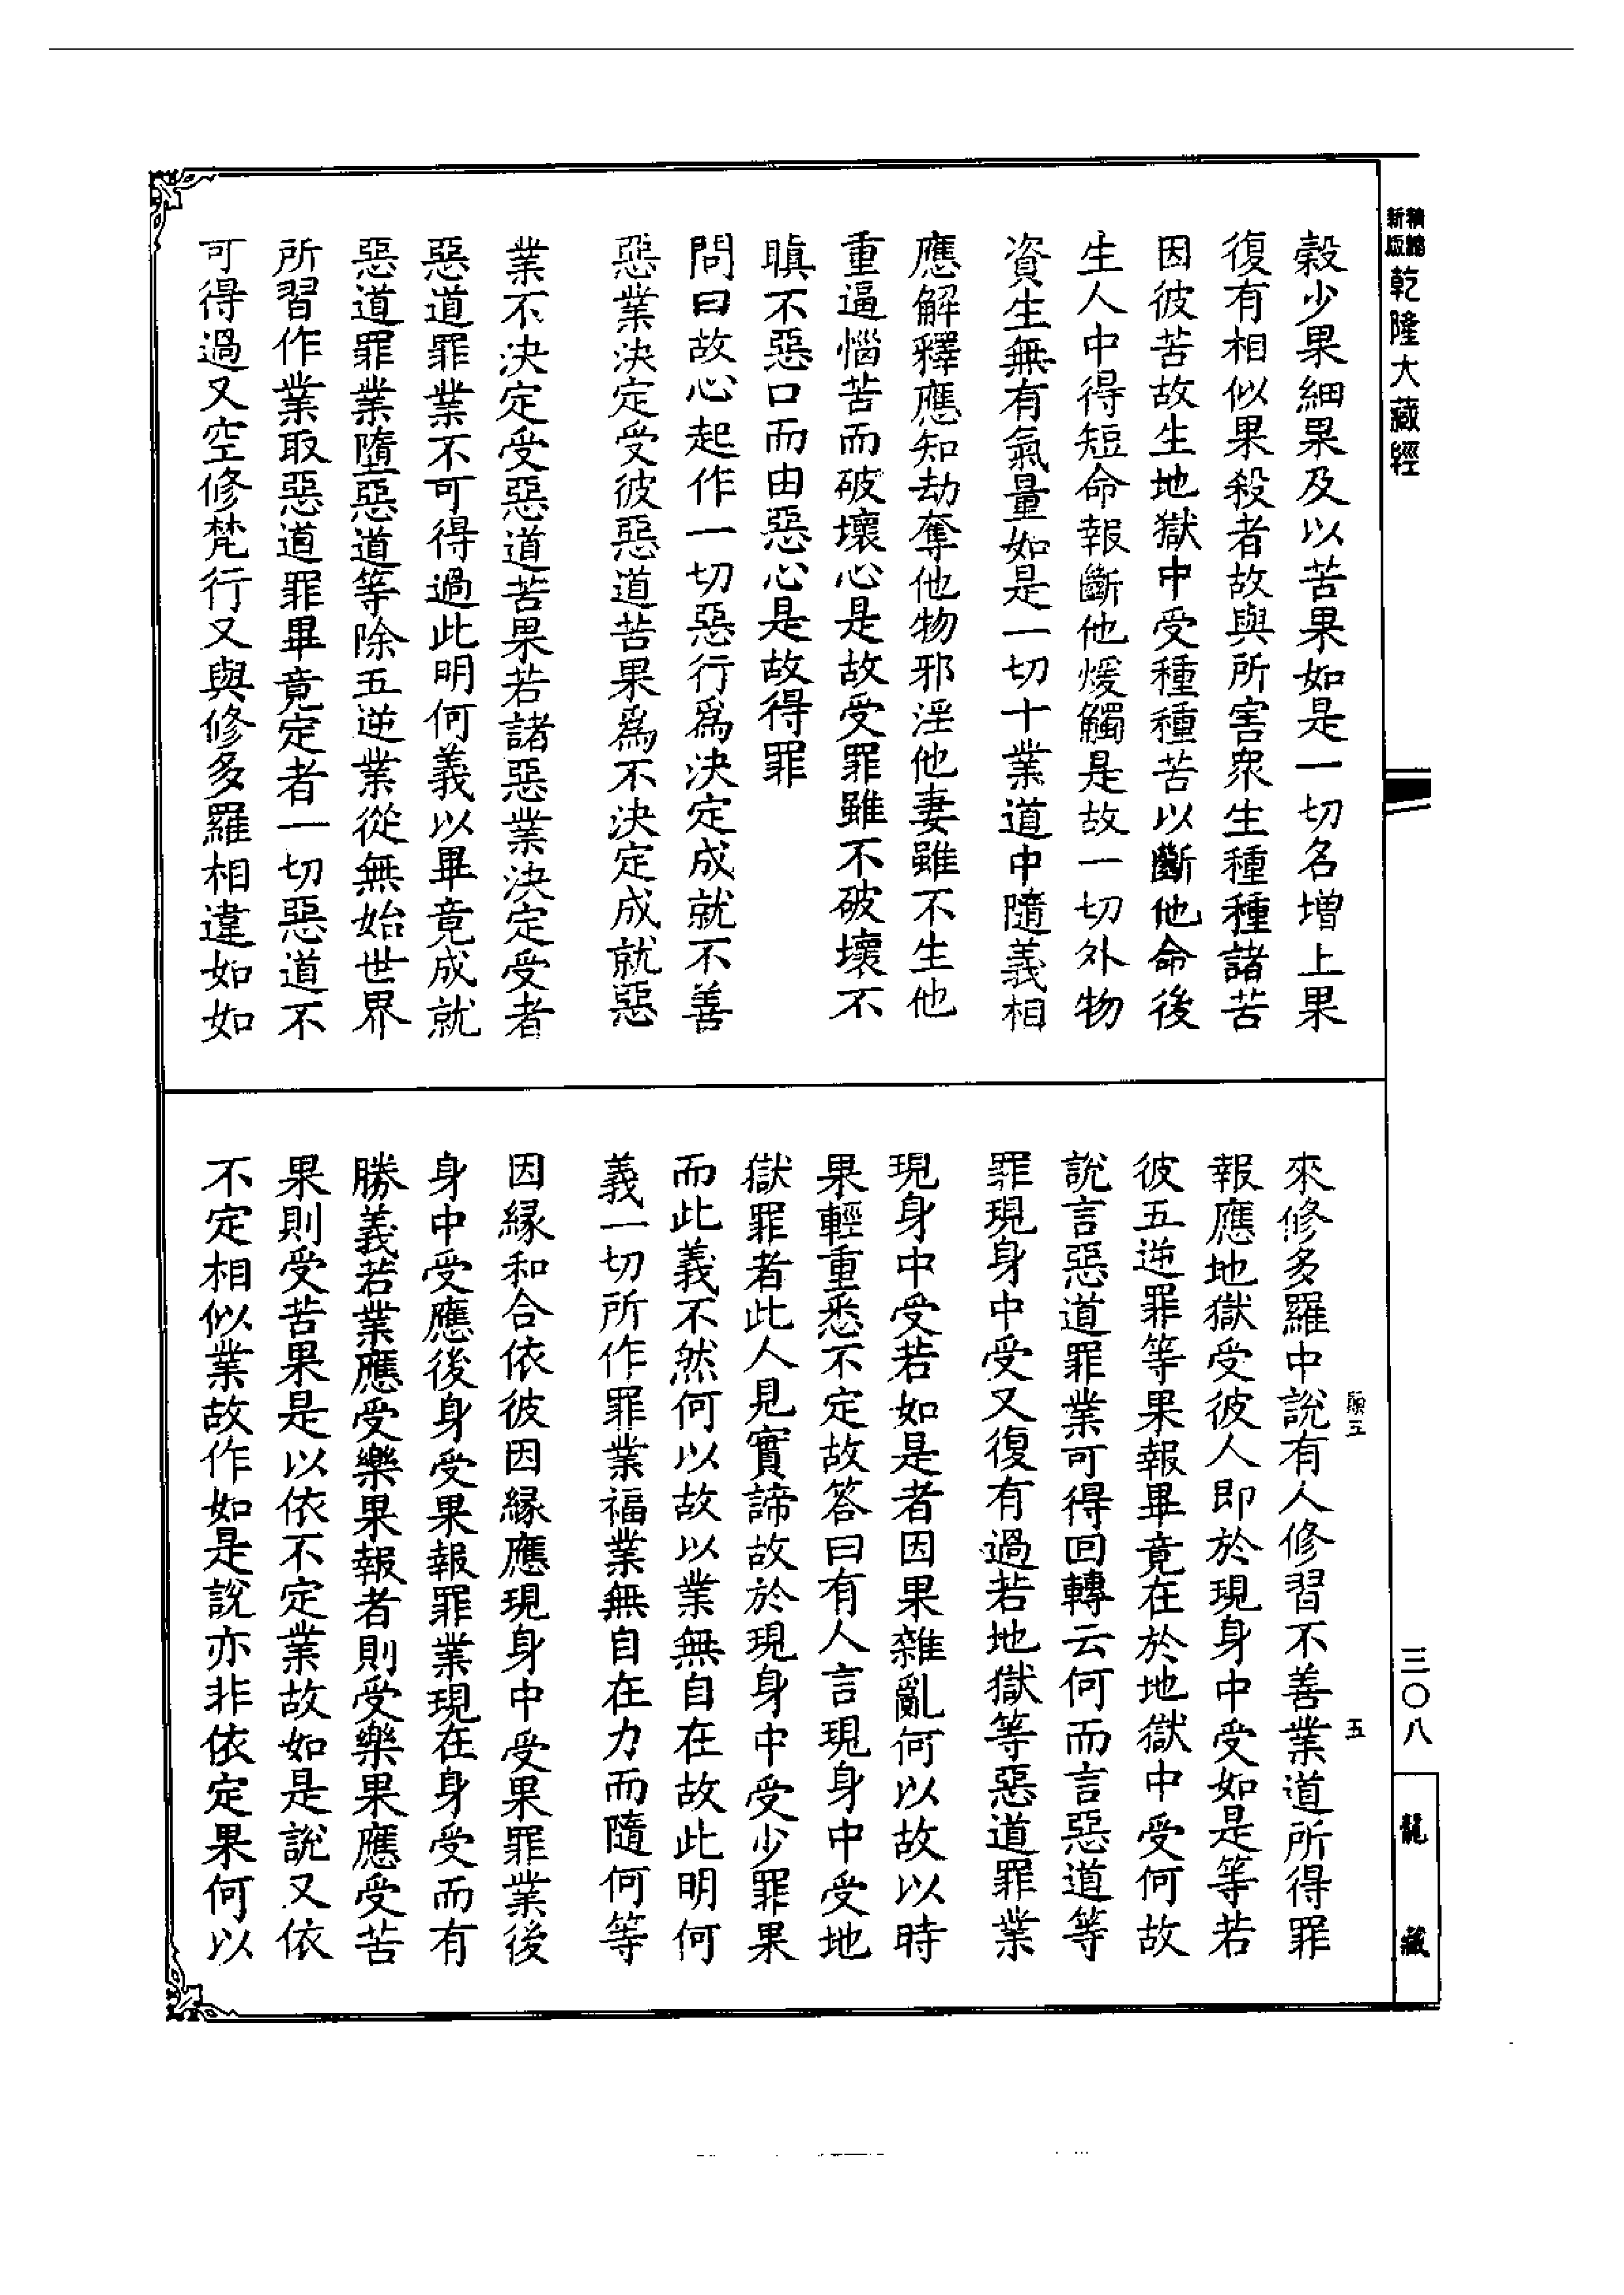 精縮
新版
乾隆大藏經
穀少果細果及以苦果如是一切名增上果
復有相似果殺者故與所害衆生種種諸苦
因彼苦故生地獄中受種種苦以斷他命後
生人中得短命報斷他煖觸是故一切外物
資生無有氣量如是一切十業道中隨義相
應解釋應知劫奪他物邪淫他妻雖不生他
重逼惱苦而破壞心是故受罪雖不破壞不
瞋不惡口而由惡心是故得罪
問曰故心起作一切惡行爲決定成就不善
惡業決定受彼惡道苦果爲不決定成就惡
業不決定受惡道苦果若諸惡業決定受者
惡道罪業不可得過此明何義以畢竟成就
惡道罪業墮惡道等除五逆業從無始世界
所習作業取惡道罪畢竟定者一切惡道不
可得過又空修梵行又與修多羅相違如如
來修多羅中說有人修習不善業道所得罪
報應地獄受彼人即於現身中受如是等若
彼五逆罪等果報畢竟在於地獄中受何故
說言惡道罪業可得回轉云何而言惡道等
罪現身中受又復有過若地獄等惡道罪業
現身中受若如是者因果雜亂何以故以時
果輕重悉不定故答曰有人言現身中受地
獄罪者此人見實諦故於現身中受少罪果
而此義不然何以故以業無自在故此明何
義一切所作罪業福業無自在力而隨何等
因緣和合依彼因緣應現身中受果罪業後
身中受應後身受果報罪業現在身受而有
勝義若業應受樂果報者則受樂果應受苦
果則受苦果是以依不定業故如是說又依
不定相似業故作如是說亦非依定果何以
五
三〇八
龍藏